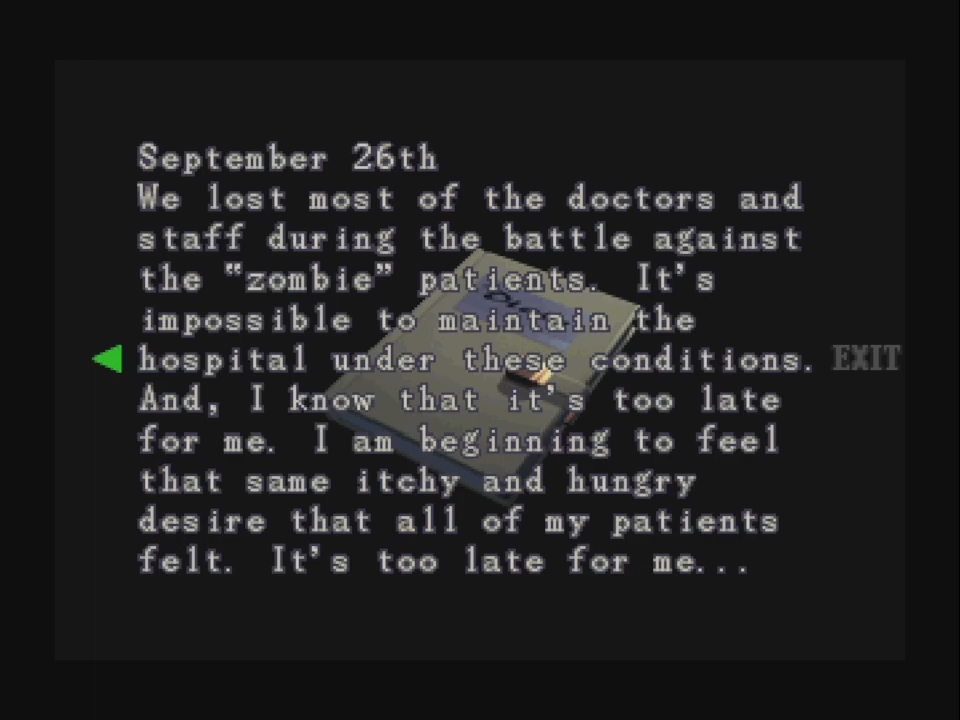 September 26th
We lost most of the doctors and
staff during the battle against
the "zombie" patients. It's
impossible to maintain the
hospital under these conditions.
EXIT
And, I know that it's too late
for me. I am beginning to feel
that same itchy and hungry
desire that all of my patients
felt. It's too late for me...